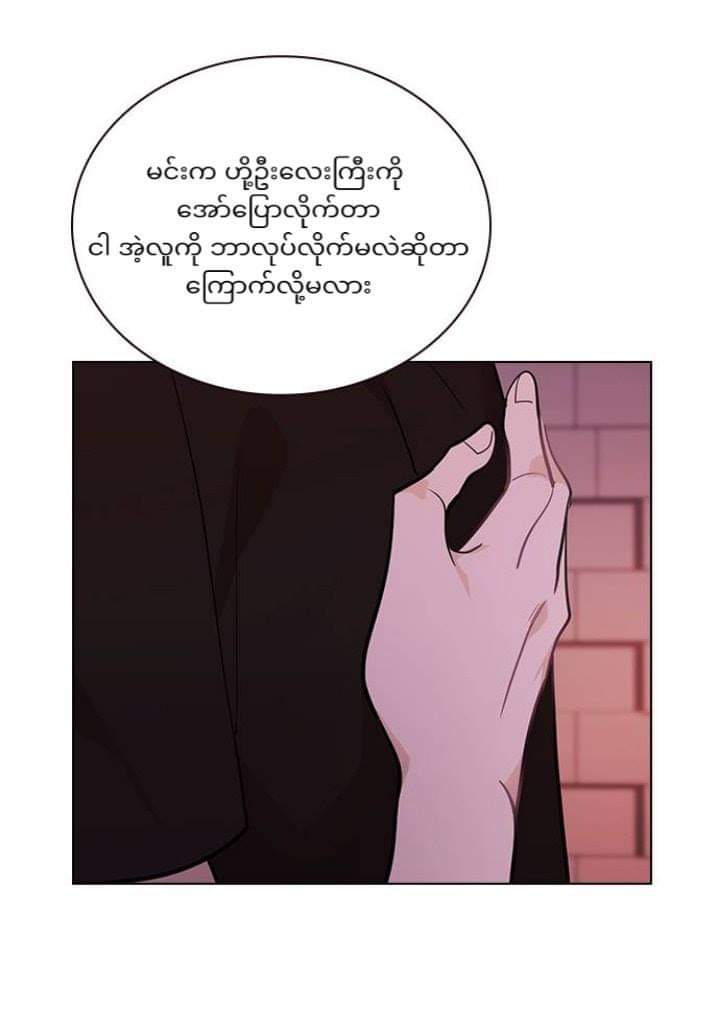 မင်းက ဟို့ဦးလေးကြီးကို
အော်ပြောလိုက်တာ
ငါ အဲ့လူကို ဘာလုပ်လိုက်မလဲဆိုတာ
ကြောက်လို့မလား